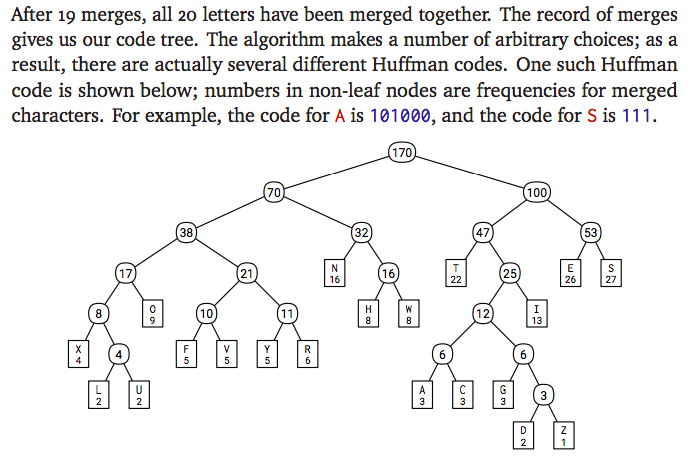 After 19 merges, all 20 letters have been merged together. The record of merges
gives us our code tree. The algorithm makes a number of arbitrary choices; as a
result, there are actually several different Huffman codes. One such Huffman
code is shown below; numbers in non-leaf nodes are frequencies for merged
characters. For example, the code for A is 101000, and the code for S is 111.
170
70 100
38 32 47 53
17 21 N 16 T 25 E S
16 22 26 27
8 O 10 11 H W 12 I
9 8 8 13
X 4 F V Y R 6 6
4 5 5 5 6
L U A C G 3
2 2 3 3 3
D Z
2 1